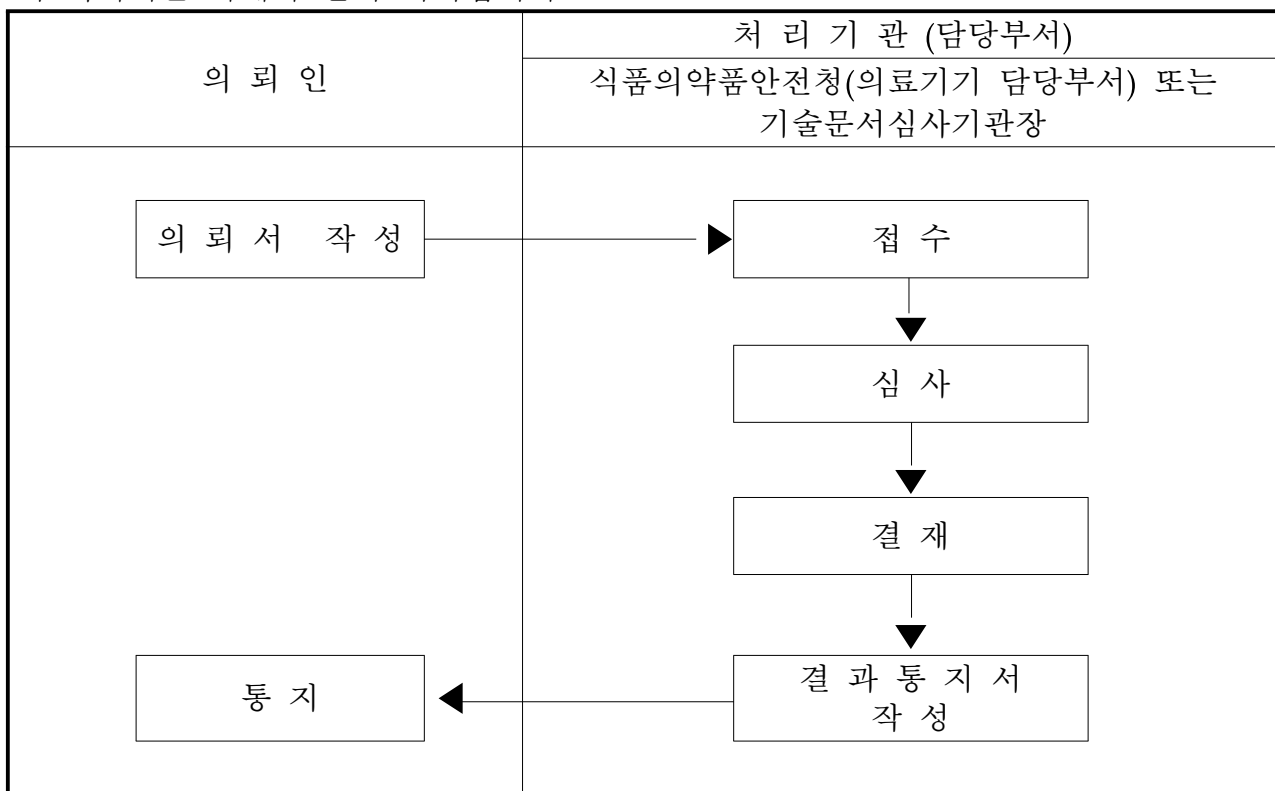 처 리 기 관 (담당부서)
의 뢰 인
식품의약품안전청(의료기기 담당부서) 또는
기술문서심사기관장
의 뢰 서 작 성
접 수
심 사
결 재
결 과 통 지 서
작 성
통 지